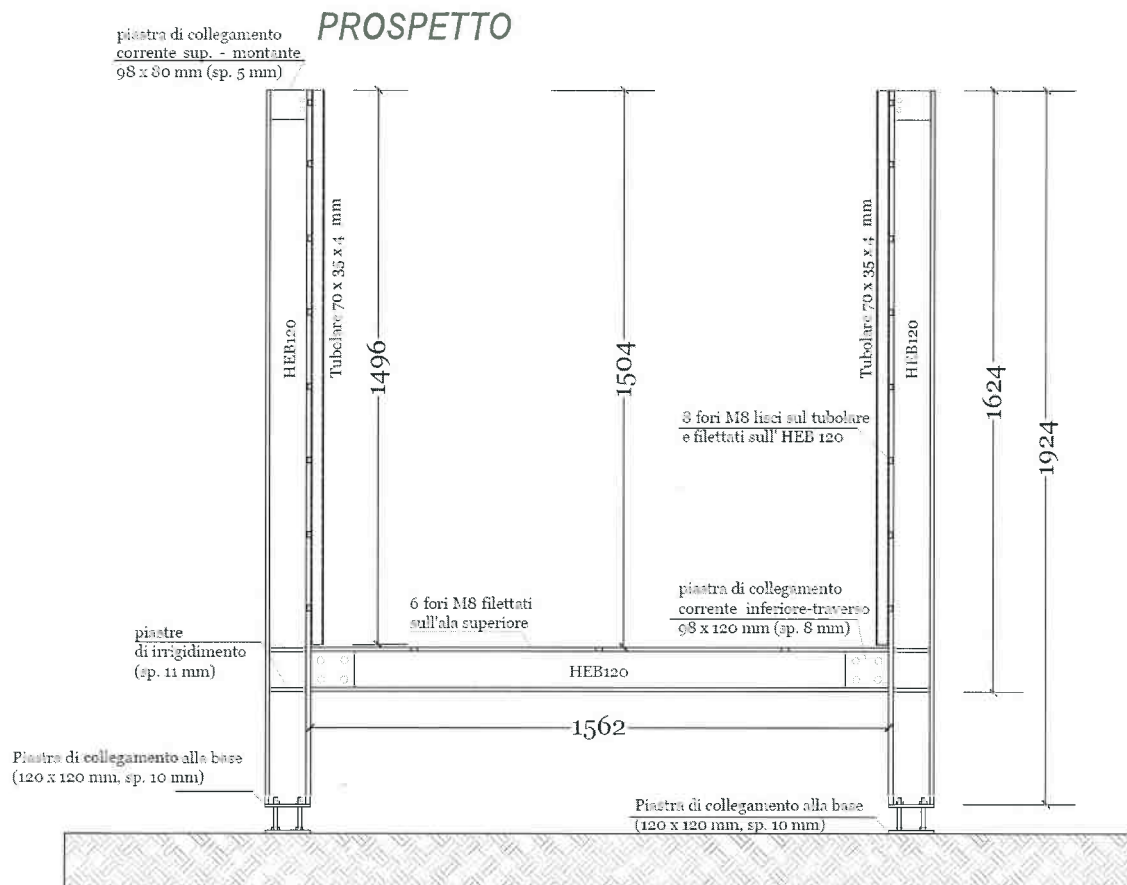 PROSPETTO
piastra di collegamento
corrente sup. - montante
98 x 80 mm (sp. 5 mm)
HEB120
Tubolare 70 x 35 x 4 mm
1496
1504
Tubolare 70 x 35 x 4 mm
HEB120
1624
1924
8 fori M8 lisci sul tubolare
e filettati sull' HEB 120
6 fori M8 filettati
sull'ala superiore
piastra di collegamento
corrente inferiore-traverso
98 x 120 mm (sp. 8 mm)
piastre
di irrigidimento
(sp. 11 mm)
HEB120
1562
Piastra di collegamento alla base
(120 x 120 mm, sp. 10 mm)
Piastra di collegamento alla base
(120 x 120 mm, sp. 10 mm)